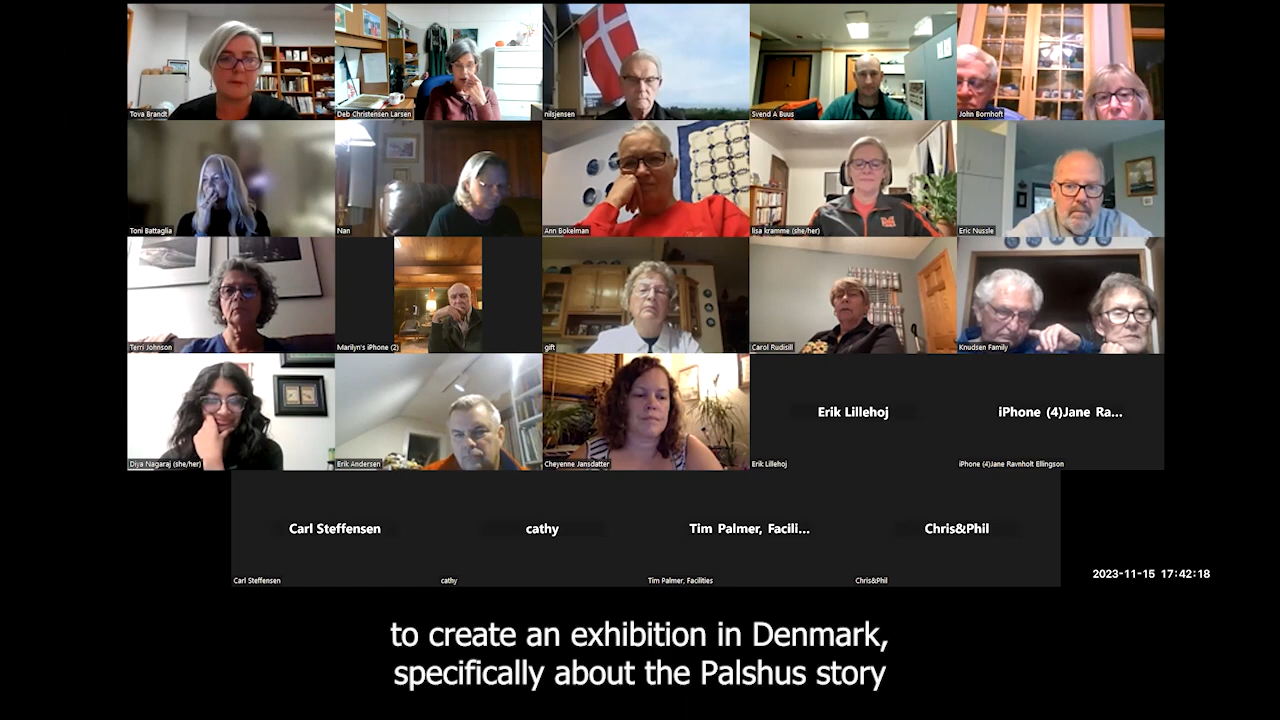 Tova Brandt
Deb Christensen Larsen
nilsjensen
Svend A Buus
John Bornhoft
Toni Battaglia
Nan
Ann Bokelman
lisa kramme (she/her)
Eric Nussle
Terri Johnson
Marilyn's iPhone (2)
gift
Carol Rudisill
Knudsen Family
Erik Lillehoj
iPhone (4)Jane Ra...
Diya Nagaraj (she/her)
Erik Andersen
Cheyenne Jansdatter
Erik Lillehoj
iPhone (4)Jane Ravnholt Ellingson
Carl Steffensen
cathy
Tim Palmer, Facili...
Chris&Phil
Carl Steffensen
cathy
Tim Palmer, Facilities
Chris&Phil
2023-11-15 17:42:18
to create an exhibition in Denmark,
specifically about the Palshus story